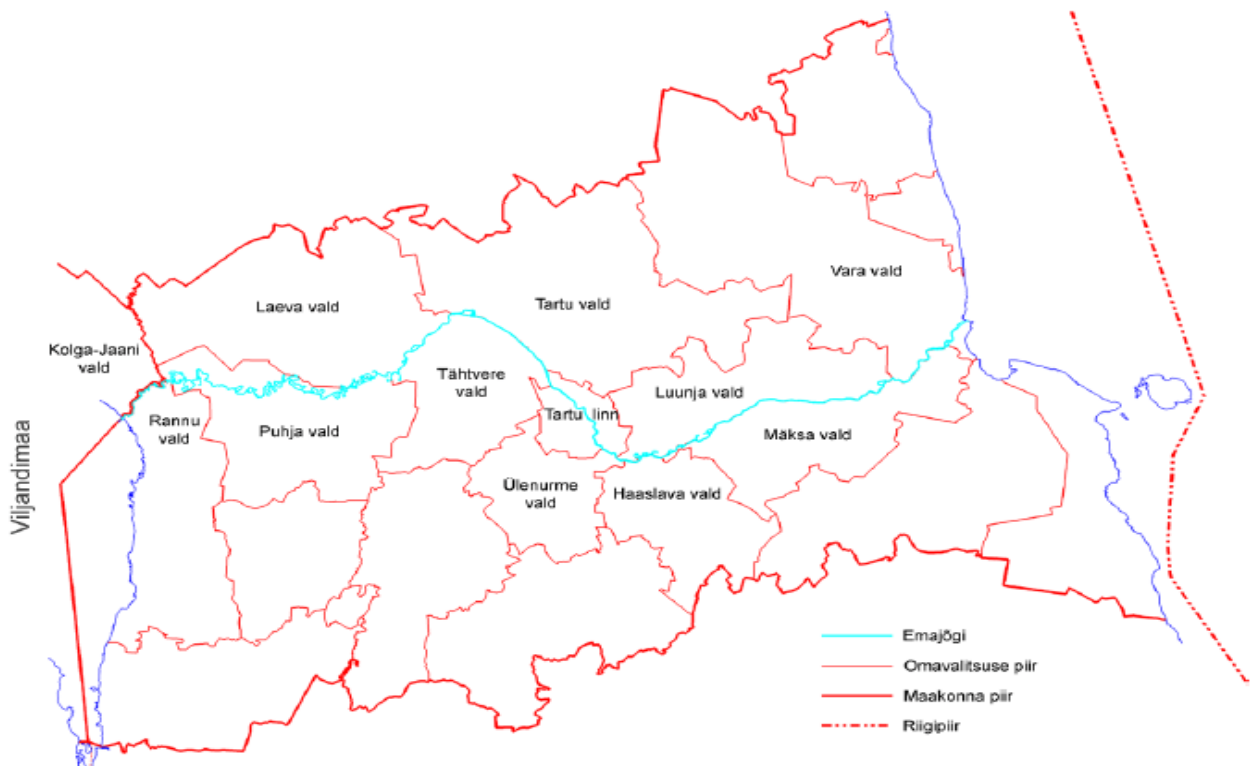 Vara vald
Laeva vald
Tartu vald
Kolga-Jaani
vald
Tähtvere
vald
Luunja vald
Rannu
vald
Tartu linn
Puhja vald
Mäksa vald
Ülenurme
vald
Haaslava vald
Viljandimaa
Emajõgi
Omavalitsuse piir
Maakonna piir
Riigipiir